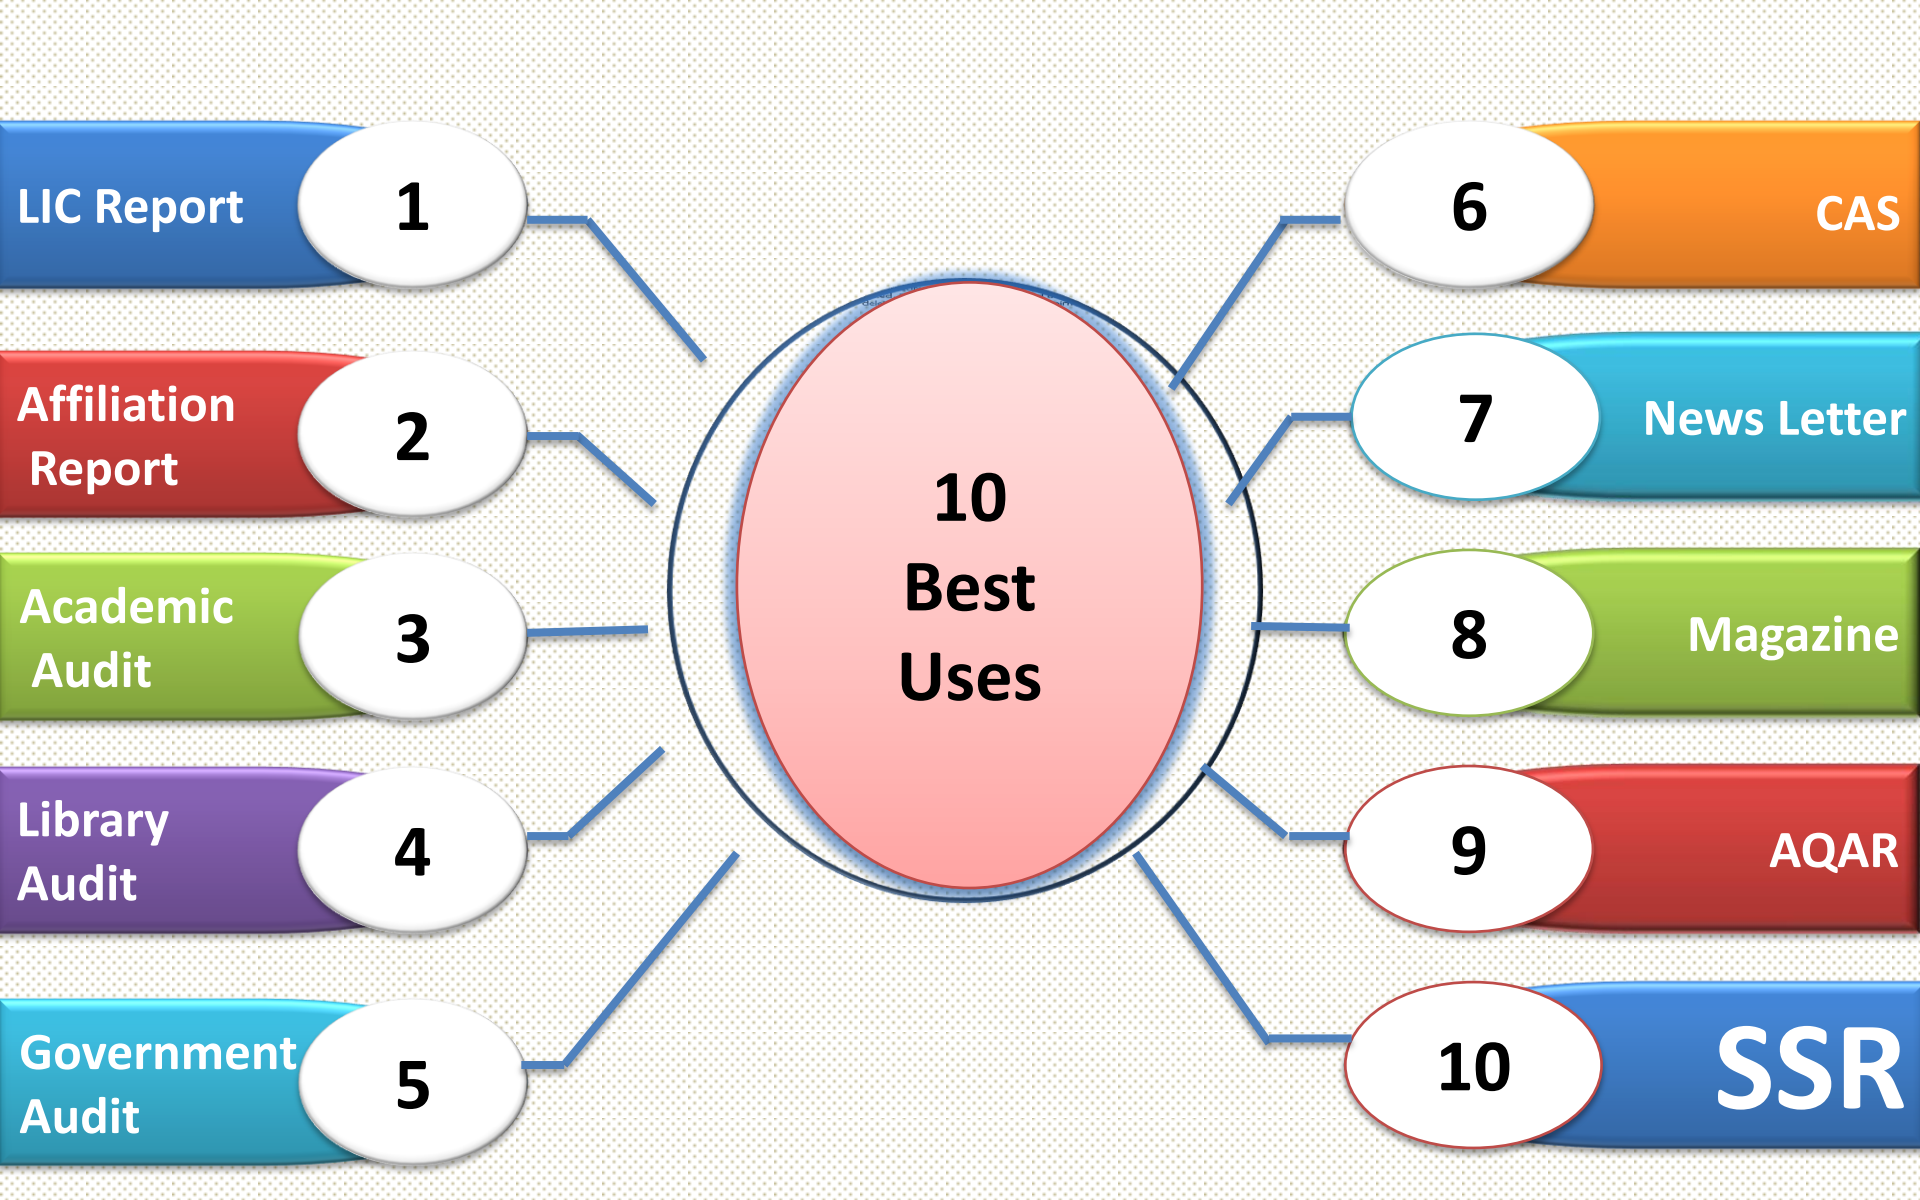 LIC Report
1
Affiliation
Report
2
Academic
Audit
3
Library
Audit
4
Government
Audit
5
10
Best
Uses
6
CAS
7
News Letter
8
Magazine
9
AQAR
10
SSR